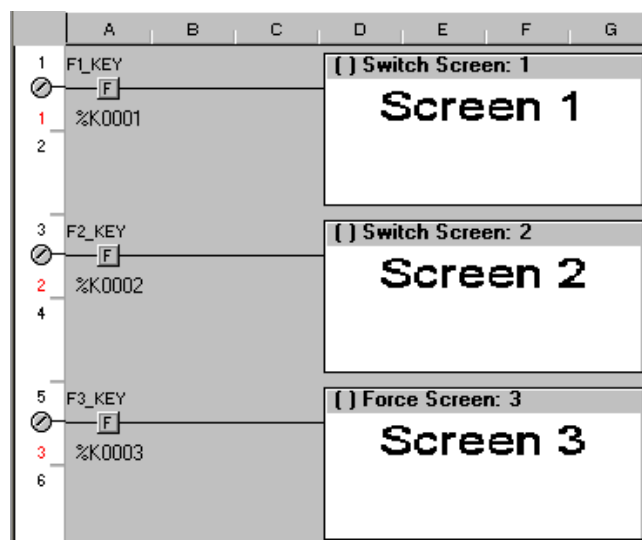 A B C D E F G
1 F1_KEY [ ] Switch Screen: 1
F Screen 1
1 %K0001
2
3 F2_KEY [ ] Switch Screen: 2
F Screen 2
2 %K0002
4
5 F3_KEY [ ] Force Screen: 3
F Screen 3
3 %K0003
6